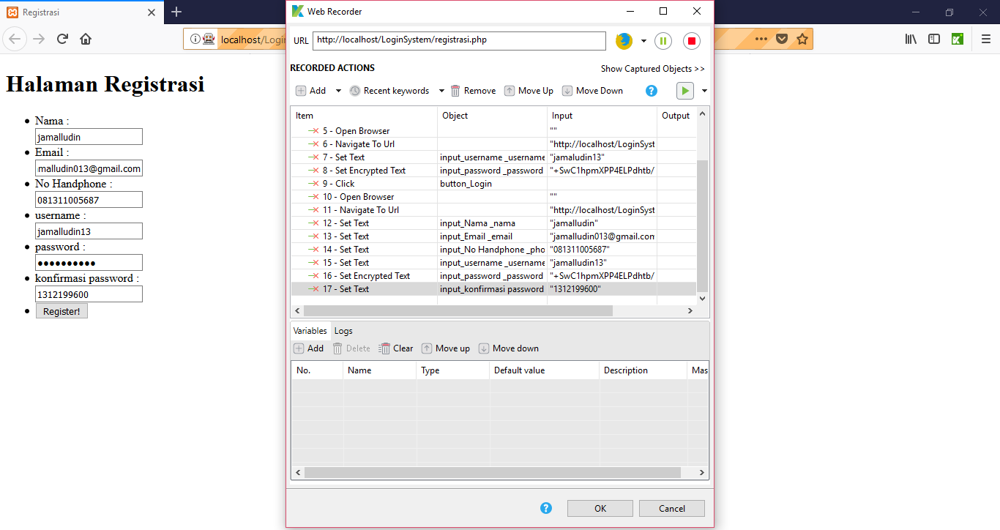 Registrasi
localhost/Login
Halaman Registrasi
Nama :
jamalludin
Email :
malludin013@gmail.com
No Handphone :
081311005687
username :
jamalludin13
password :
●●●●●●●●●●
konfirmasi password :
1312199600
Register!
Web Recorder
URL http://localhost/LoginSystem/registrasi.php
RECORDED ACTIONS Show Captured Objects >>
Add Recent keywords Remove Move Up Move Down
Item Object Input Output
5 - Open Browser ""
6 - Navigate To Url "http://localhost/LoginSyst
7 - Set Text input_username _username "jamaludin13"
8 - Set Encrypted Text input_password _password "+SwC1hpmXPP4ELPdhtb/
9 - Click button_Login
10 - Open Browser ""
11 - Navigate To Url "http://localhost/LoginSyst
12 - Set Text input_Nama _nama "jamalludin"
13 - Set Text input_Email _email "jamalludin013@gmail.com
14 - Set Text input_No Handphone _pho "081311005687"
15 - Set Text input_username _username "jamalludin13"
16 - Set Encrypted Text input_password _password "+SwC1hpmXPP4ELPdhtb/
17 - Set Text input_konfirmasi password "1312199600"
Variables Logs
Add Delete Clear Move up Move down
No. Name Type Default value Description Mas
OK Cancel